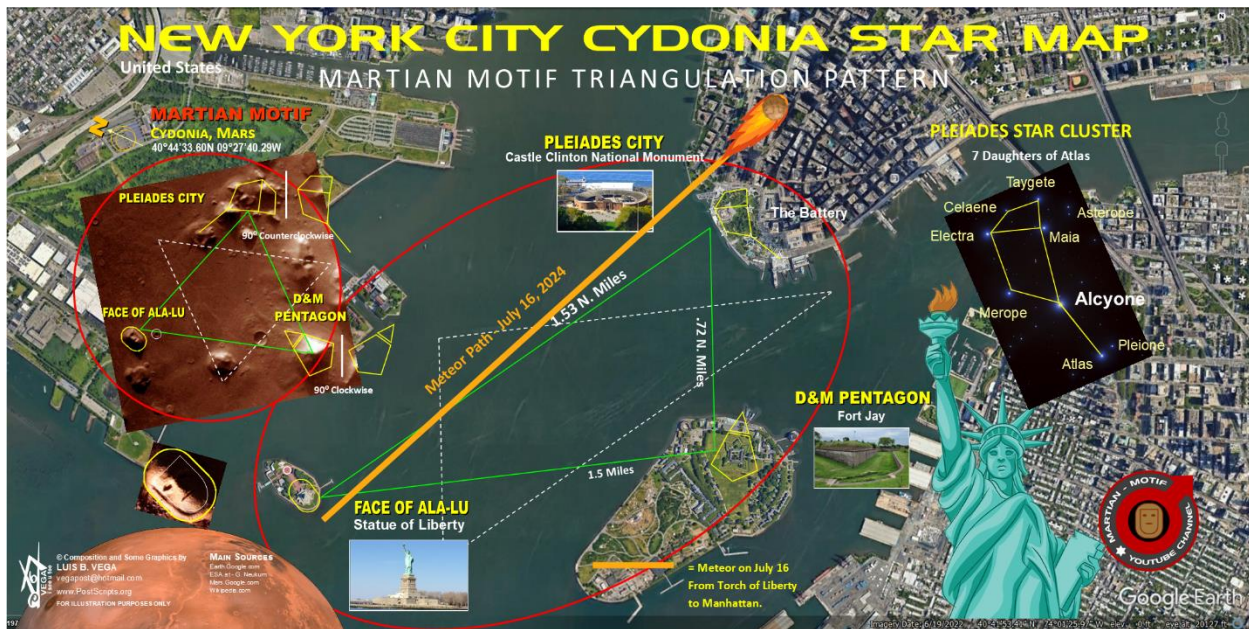 NEW YORK CITY CYDONIA STAR MAP
United States
MARTIAN MOTIF TRIANGULATION PATTERN
N
MARTIAN MOTIF
CYDONIA, MARS
40°44'33.60N 09°27'40.29W
PLEIADES CITY
90° Counterclockwise
FACE OF ALA-LU
D&M
PENTAGON
90° Clockwise
PLEIADES CITY
Castle Clinton National Monument
The Battery
Meteor Path - July 16, 2024
1.53 N. Miles
.72 N. Miles
1.5 Miles
PLEIADES STAR CLUSTER
7 Daughters of Atlas
Taygete
Celaene
Asterope
Electra
Maia
Merope
Alcyone
Pleione
Atlas
D&M PENTAGON
Fort Jay
FACE OF ALA-LU
Statue of Liberty
= Meteor on July 16
From Torch of Liberty
to Manhattan.
MARTIAN - MOTIF
YOUTUBE CHANNEL
VEGA
© Composition and Some Graphics By
LUIS B. VEGA
vegapost@hotmail.com
www.PostScripts.org
FOR ILLUSTRATION PURPOSES ONLY
MAIN SOURCES
Earth.Google.com
Wikipedia.com
Google Earth